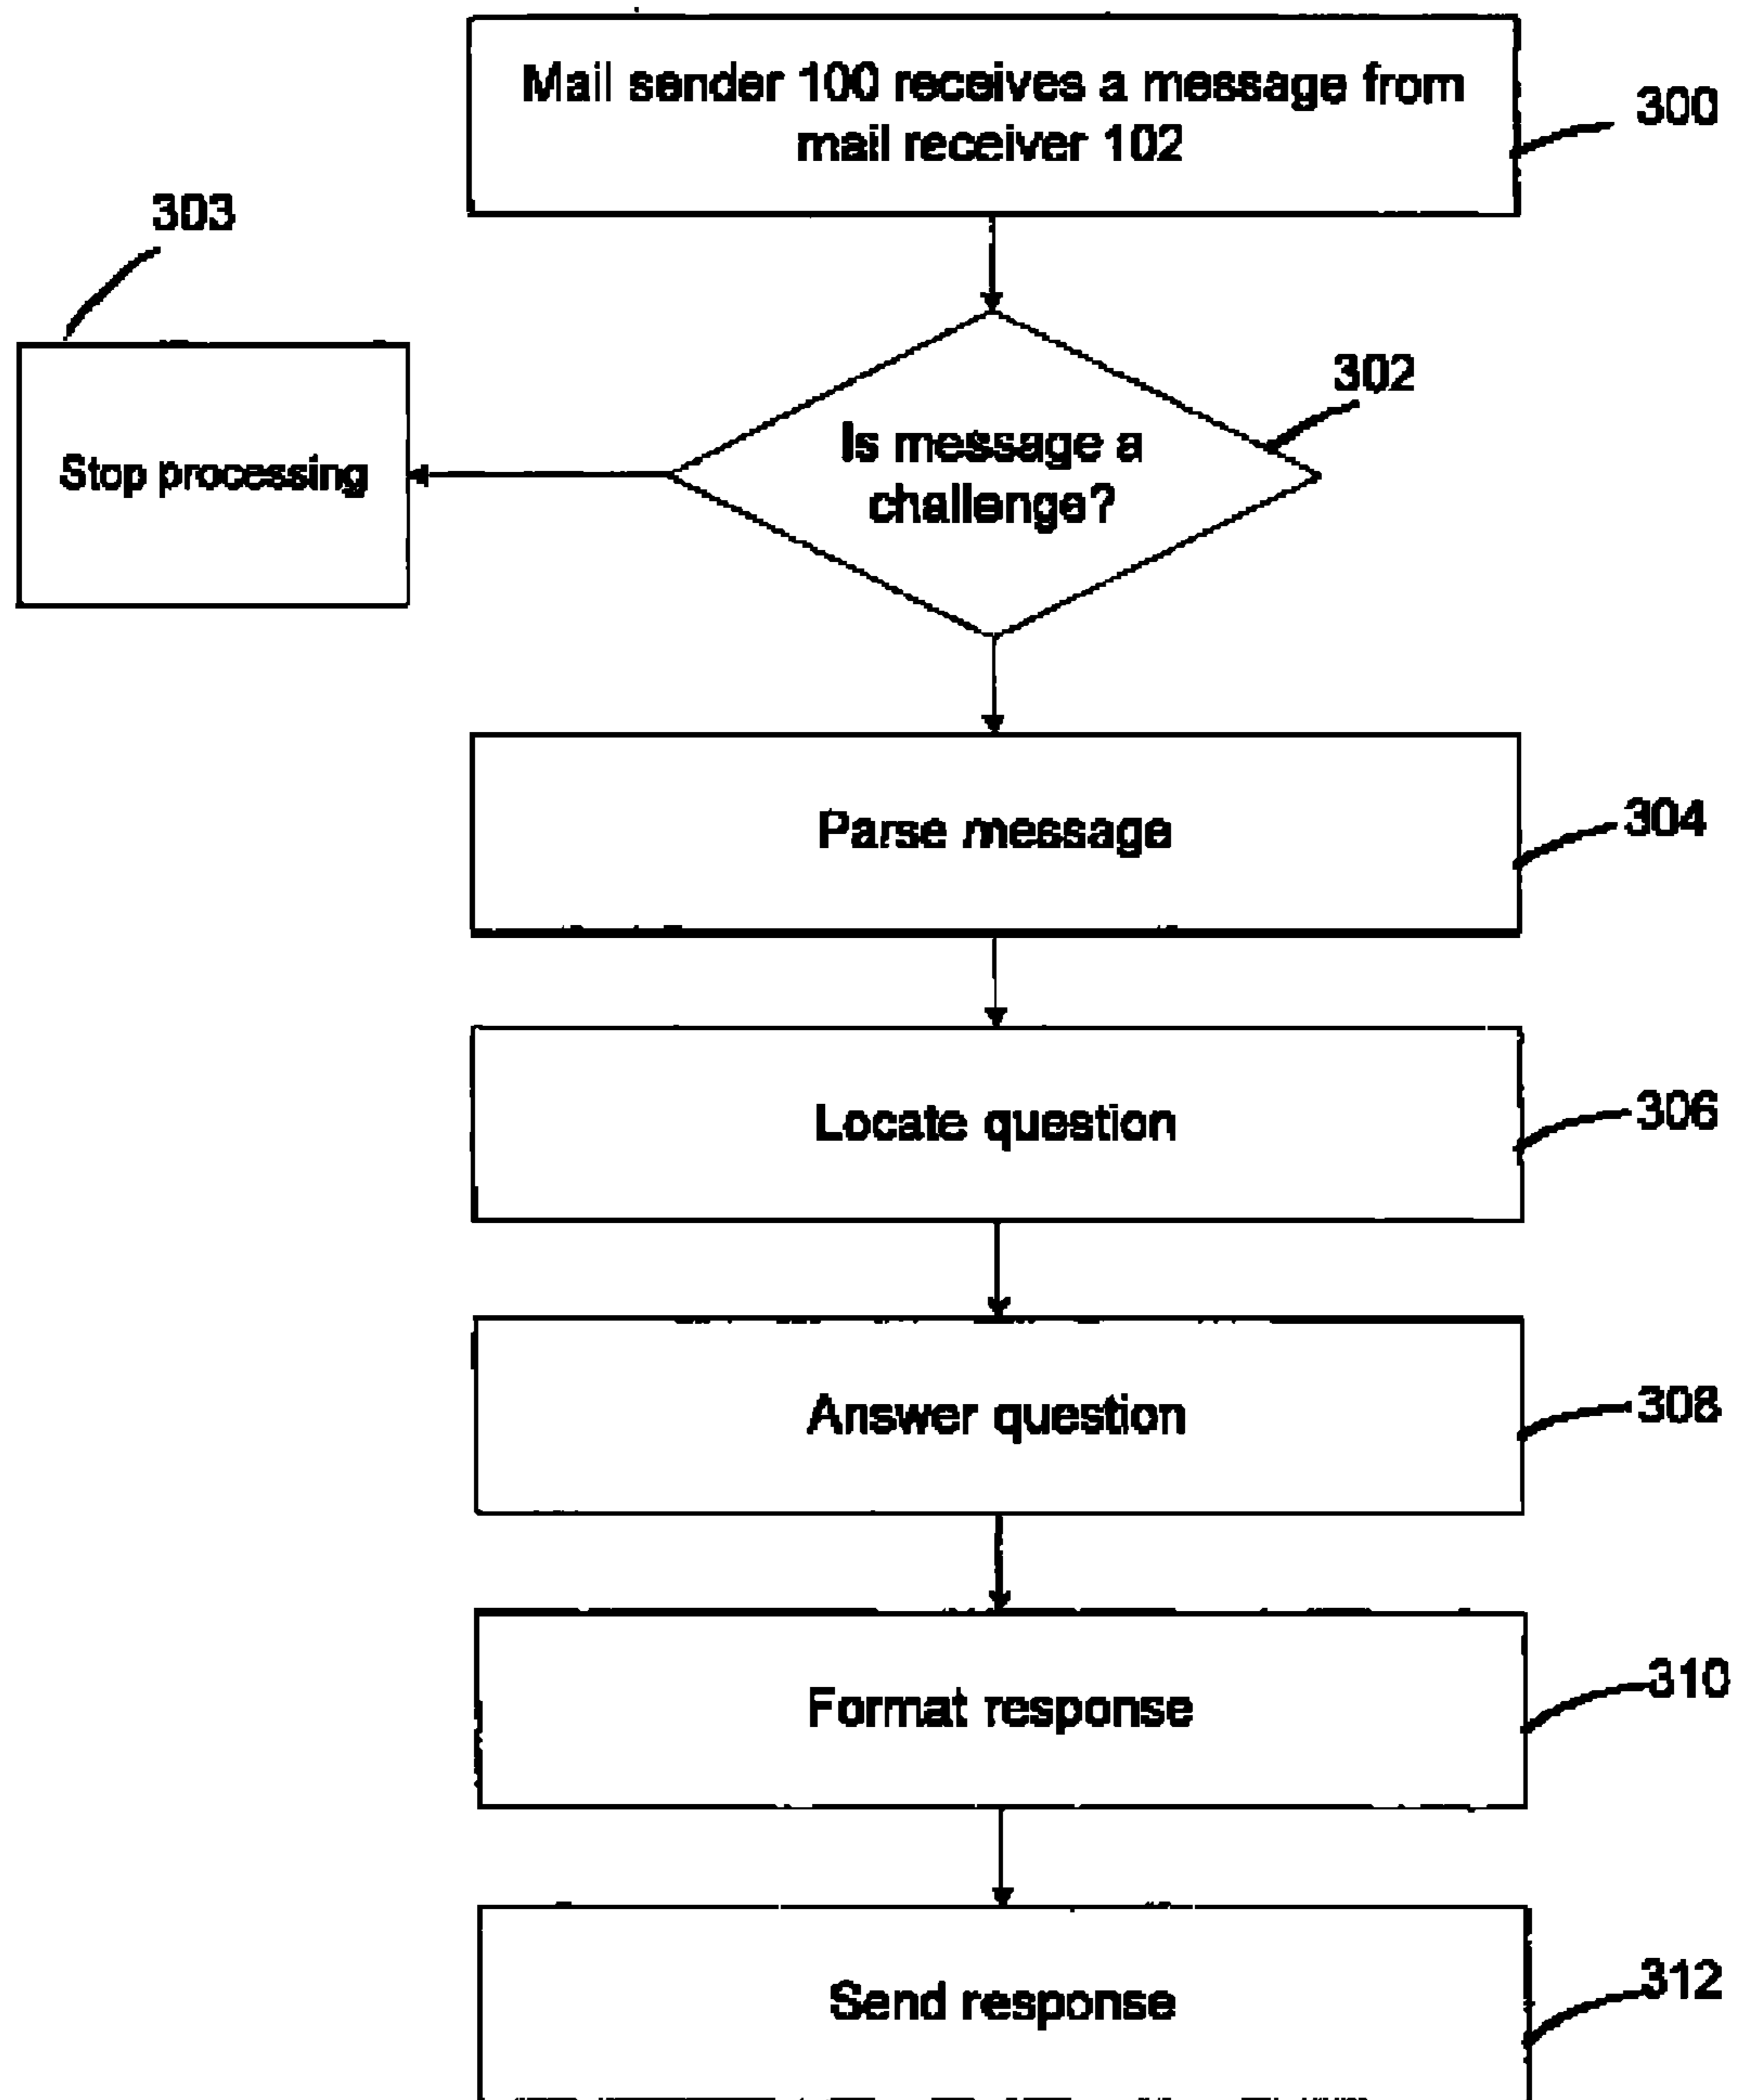 Mail sender 100 receives a message from
mail receiver 102
300
303
302
Is message a
challenge?
Stop processing
Parse message
304
Locate question
306
Answer question
308
Format response
310
Send response
312